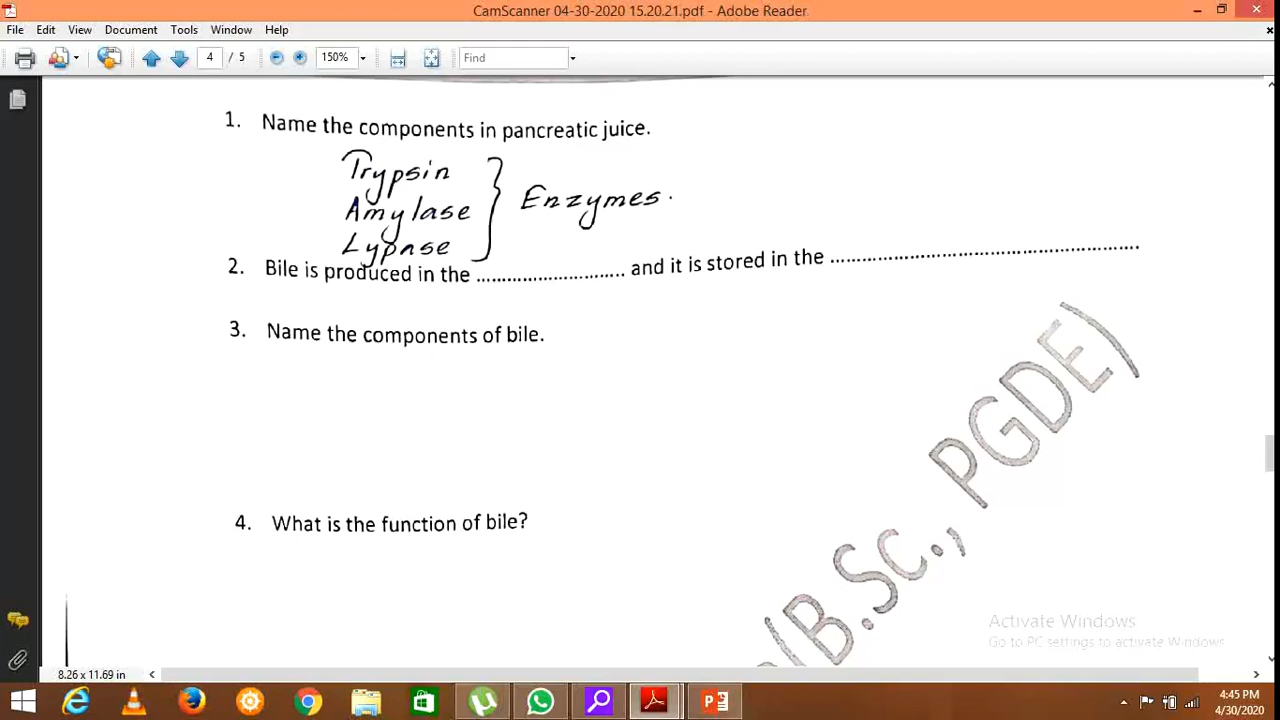 CamScanner 04-30-2020 15.20.21.pdf - Adobe Reader
File Edit View Document Tools Window Help
4 / 5 150% Find
1. Name the components in pancreatic juice.
Trypsin
Amylase } Enzymes.
Lypase
2. Bile is produced in the .......................... and it is stored in the ......................................................
3. Name the components of bile.
4. What is the function of bile?
(B.Sc., PGDE)
Activate Windows
Go to PC settings to activate Windows
8.26 x 11.69 in
4:45 PM
4/30/2020